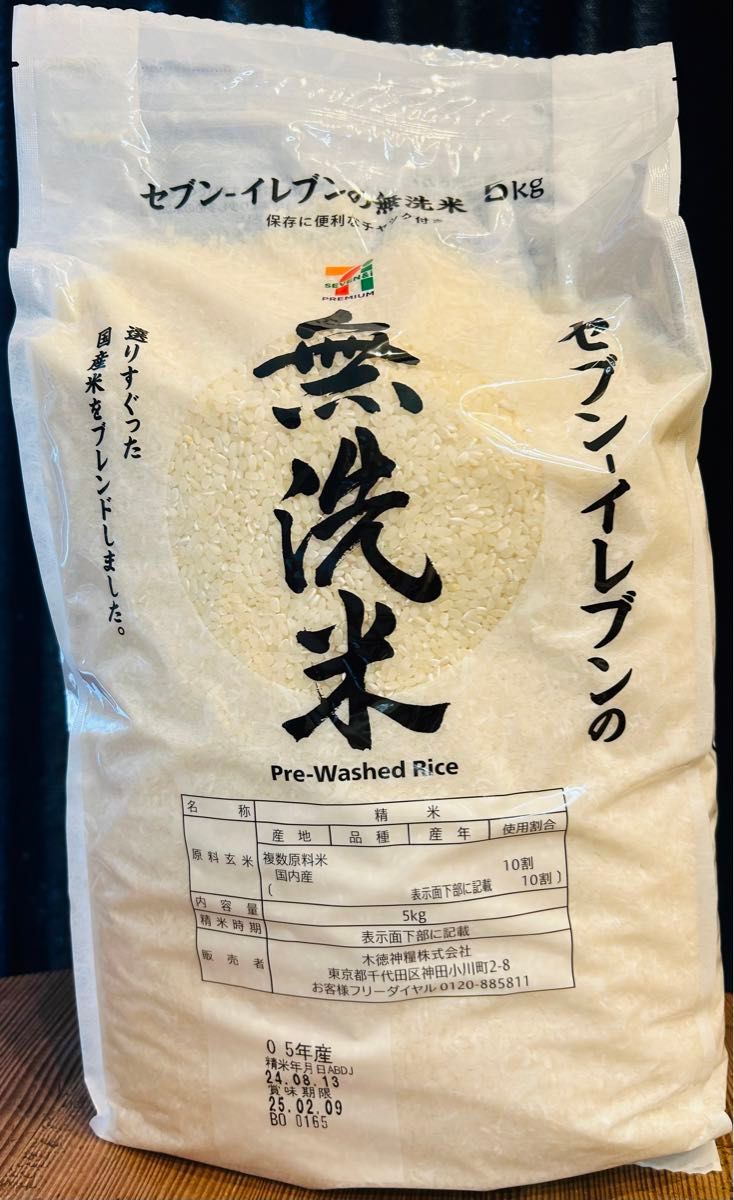 セブン-イレブンの無洗米 5kg
保存に便利なチャック付き
SEVEN&i
PREMIUM
セブン-イレブンの
無洗米
選りすぐった
国産米をブレンドしました。
Pre-Washed Rice
名称 精米
原料玄米 産地 品種 産年 使用割合
複数原料米 10割
国内産 10割
( 表示面下部に記載 )
内容量 5kg
精米時期 表示面下部に記載
販売者 木徳神糧株式会社
東京都千代田区神田小川町2-8
お客様フリーダイヤル 0120-885811
05年産
精米年月日ABDJ
24.08.13
賞味期限
25.02.09
BO 0165